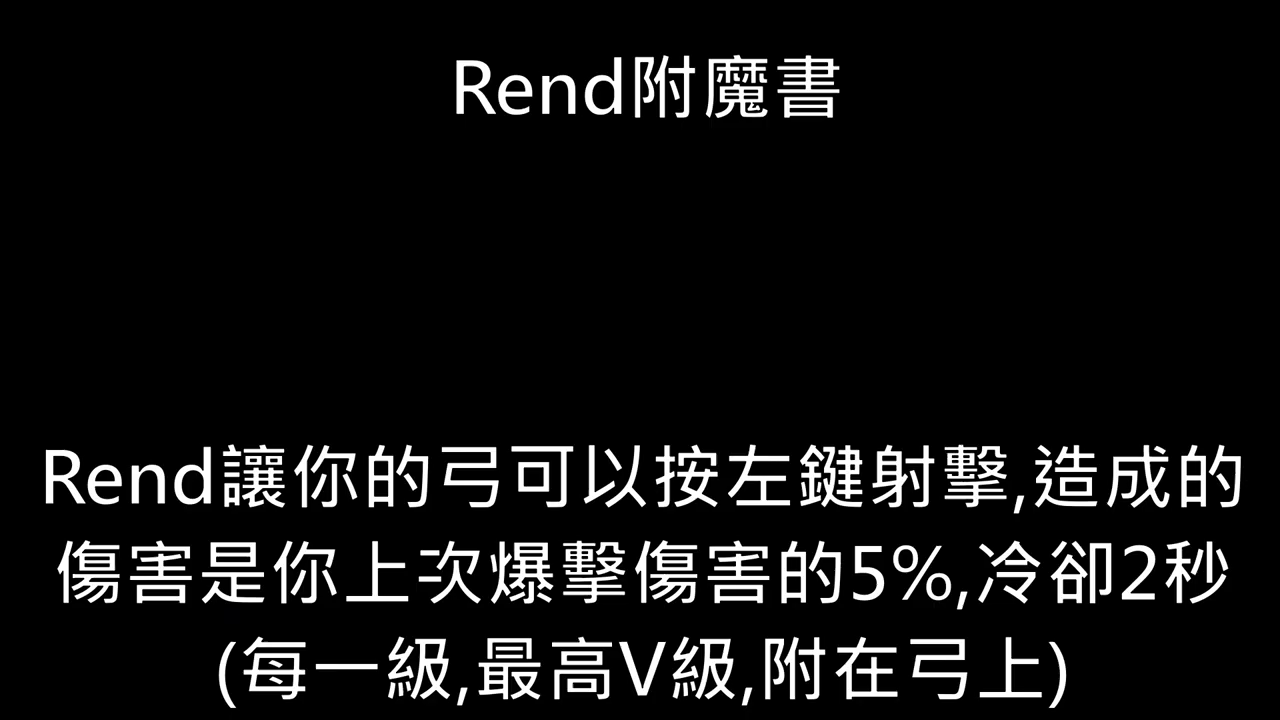 Rend附魔書
Rend讓你的弓可以按左鍵射擊,造成的
傷害是你上次爆擊傷害的5%,冷卻2秒
(每一級,最高V級,附在弓上)